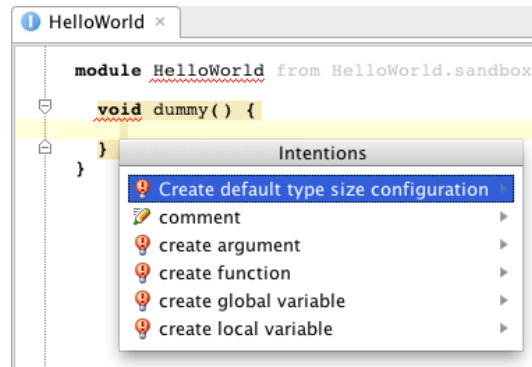 HelloWorld ×
module HelloWorld from HelloWorld.sandbox
void dummy() {
}
}
Intentions
Create default type size configuration
comment
create argument
create function
create global variable
create local variable